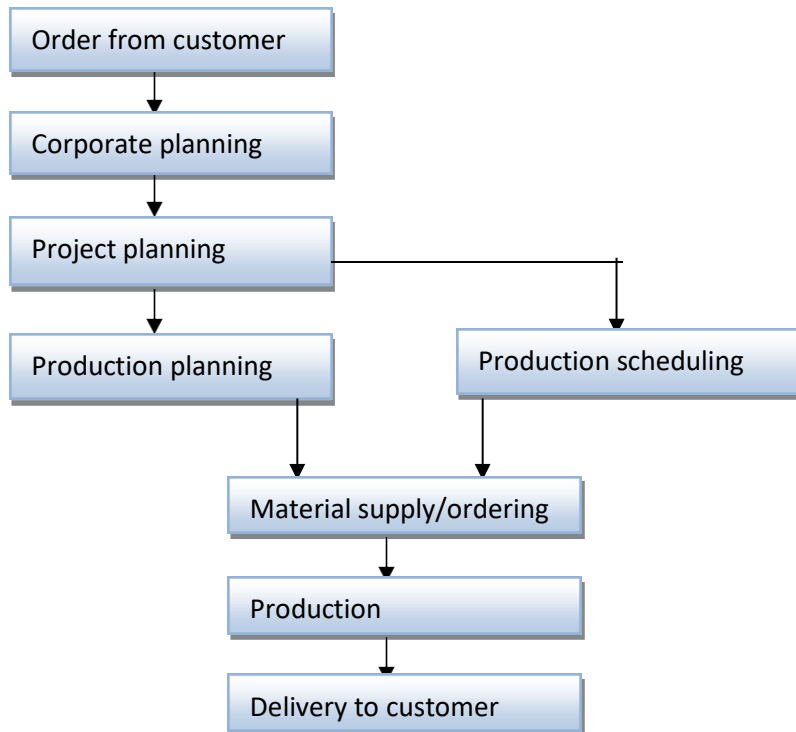 Order from customer
Corporate planning
Project planning
Production planning
Production scheduling
Material supply/ordering
Production
Delivery to customer